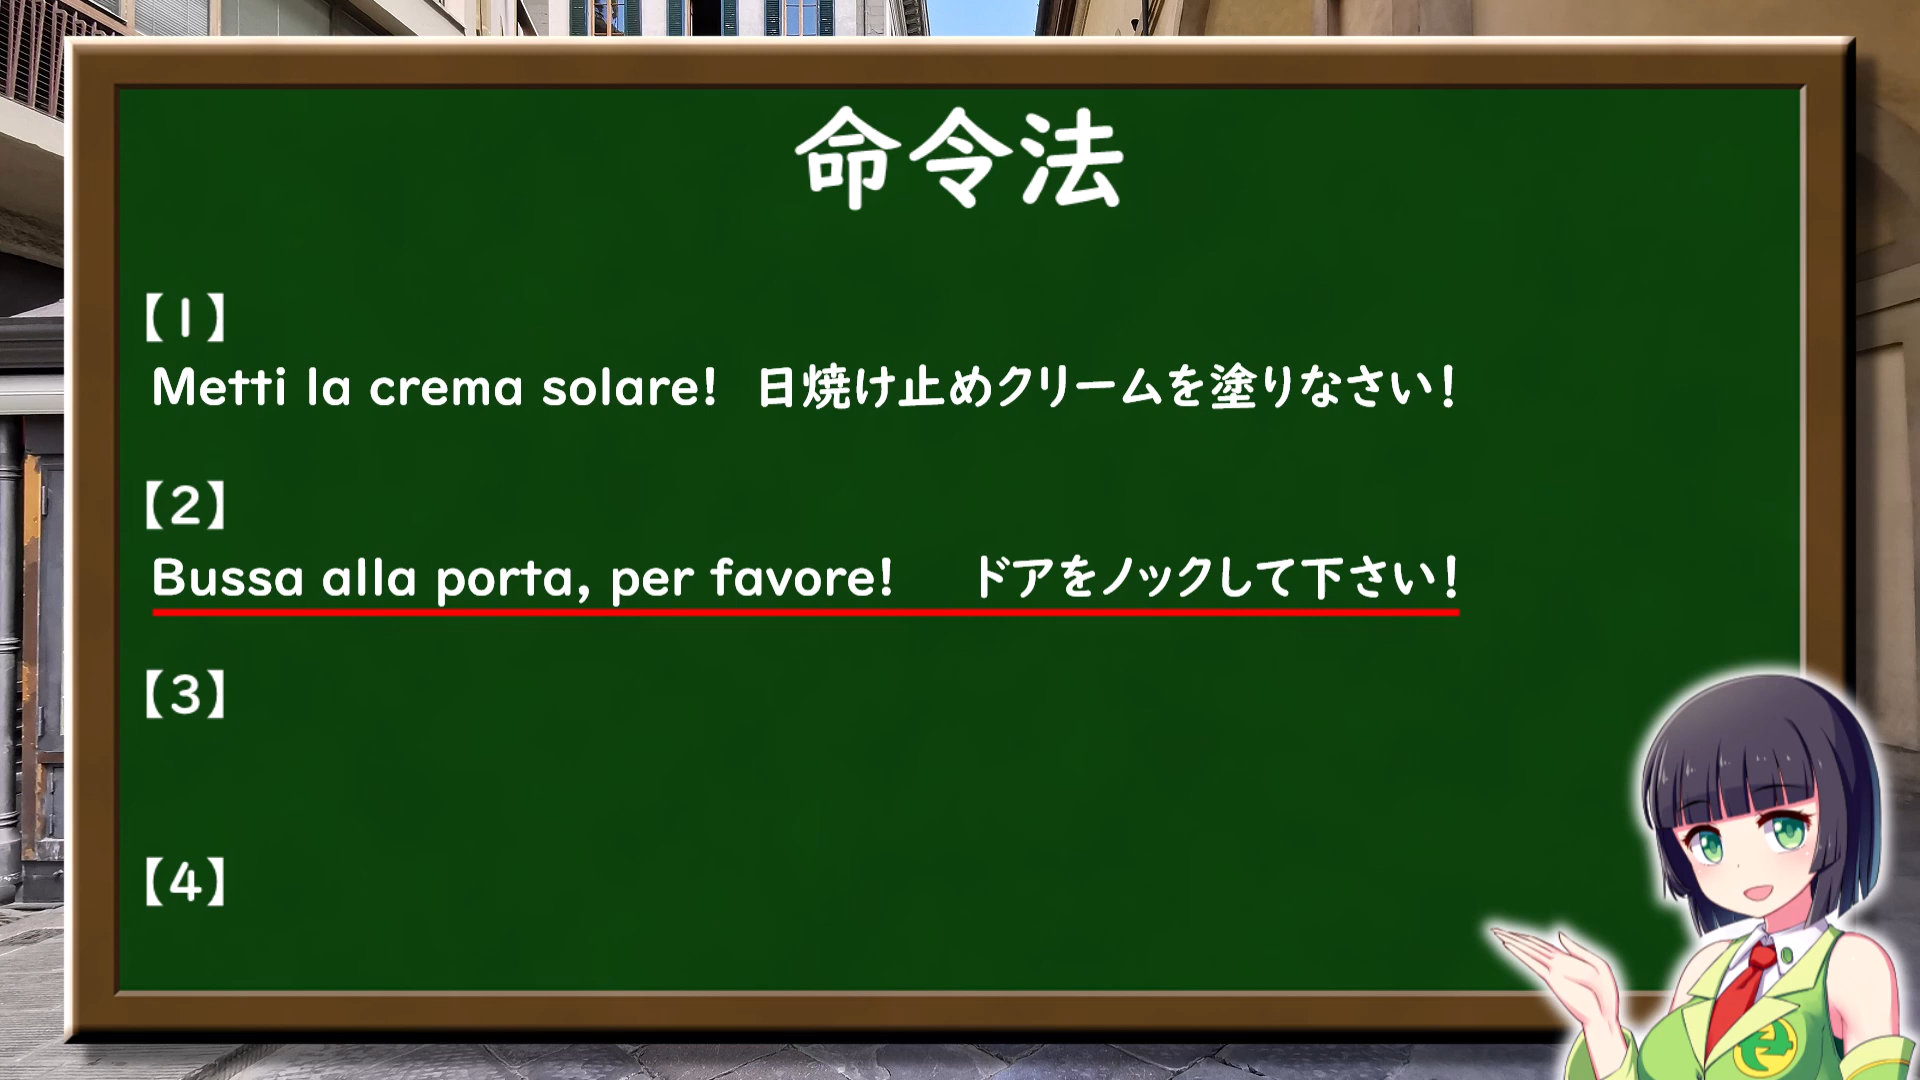 命令法
【1】
Metti la crema solare! 日焼け止めクリームを塗りなさい!
【2】
Bussa alla porta, per favore! ドアをノックして下さい!
【3】
【4】